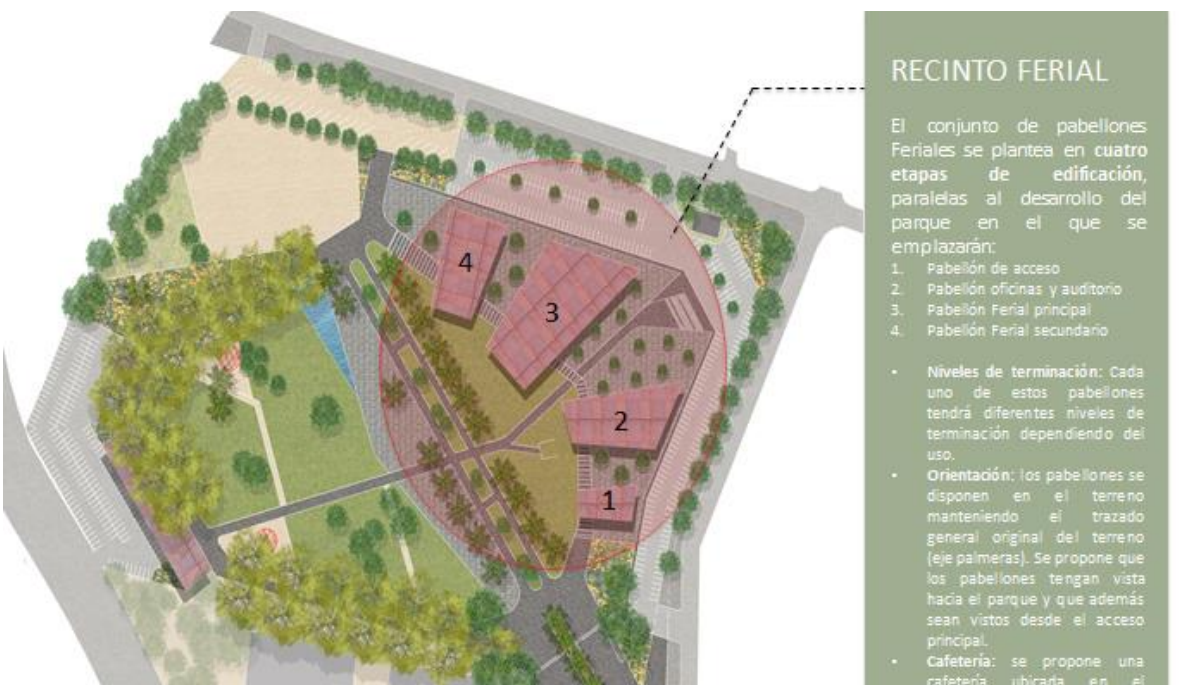 4
3
2
1
RECINTO FERIAL
El conjunto de pabellones
Feriales se plantea en cuatro
etapas de edificación,
paralelas al desarrollo del
parque en el que se
emplazarán:
1. Pabellón de acceso
2. Pabellón oficinas y auditorio
3. Pabellón Ferial principal
4. Pabellón Ferial secundario
• Niveles de terminación: Cada
uno de estos pabellones
tendrá diferentes niveles de
terminación dependiendo del
uso.
• Orientación: los pabellones se
disponen en el terreno
manteniendo el trazado
general original del terreno
(eje palmeras). Se propone que
los pabellones tengan vista
hacia el parque y que además
sean vistos desde el acceso
principal.
• Cafetería: se propone una
cafetería ubicada en el